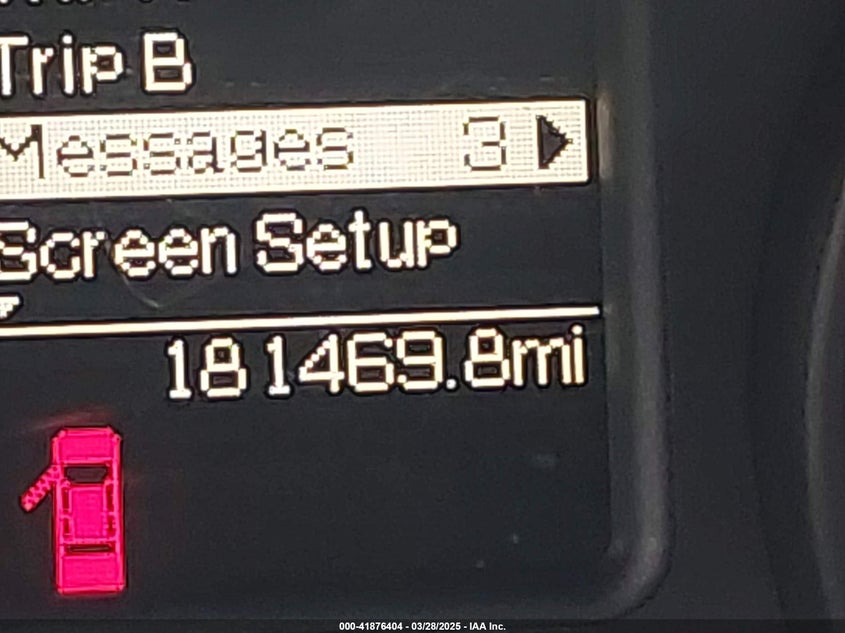 Trip B
Messages 3
Screen Setup
181469.8mi
000-41876404 - 03/28/2025 - IAA Inc.